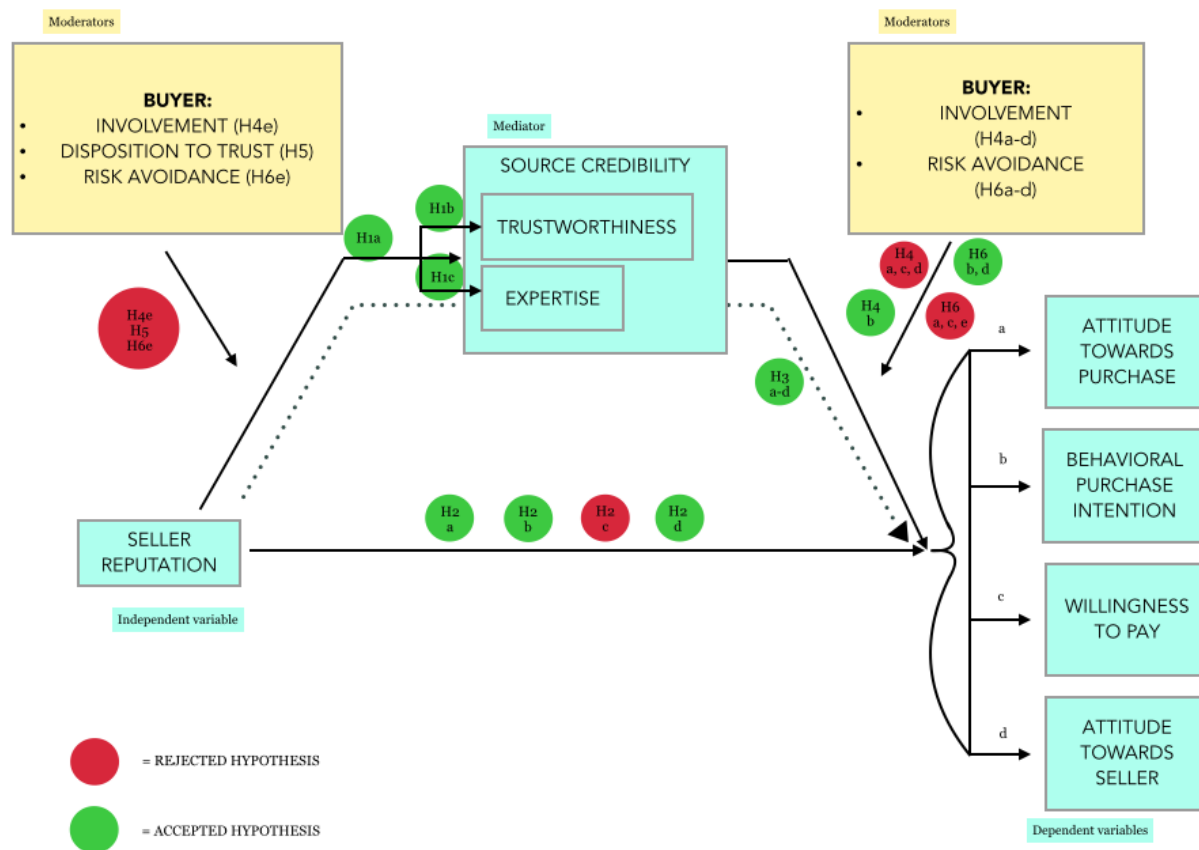 Moderators
BUYER:
• INVOLVEMENT (H4e)
• DISPOSITION TO TRUST (H5)
• RISK AVOIDANCE (H6e)
Moderators
BUYER:
• INVOLVEMENT
(H4a-d)
• RISK AVOIDANCE
(H6a-d)
Mediator
SOURCE CREDIBILITY
TRUSTWORTHINESS
EXPERTISE
H1a
H1b
H1c
H4e
H5
H6e
H4
a, c, d
H6
b, d
H4
b
H6
a, c, e
H3
a-d
H2
a
H2
b
H2
c
H2
d
SELLER
REPUTATION
Independent variable
a
ATTITUDE
TOWARDS
PURCHASE
b
BEHAVIORAL
PURCHASE
INTENTION
c
WILLINGNESS
TO PAY
d
ATTITUDE
TOWARDS
SELLER
Dependent variables
= REJECTED HYPOTHESIS
= ACCEPTED HYPOTHESIS